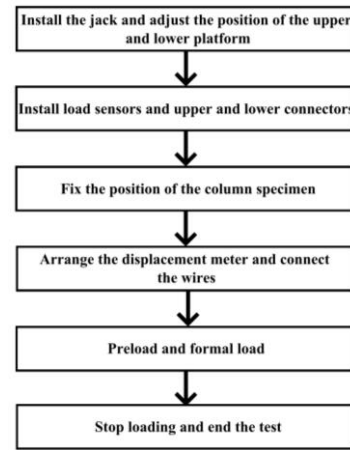 Install the jack and adjust the position of the upper
and lower platform
Install load sensors and upper and lower connectors
Fix the position of the column specimen
Arrange the displacement meter and connect
the wires
Preload and formal load
Stop loading and end the test